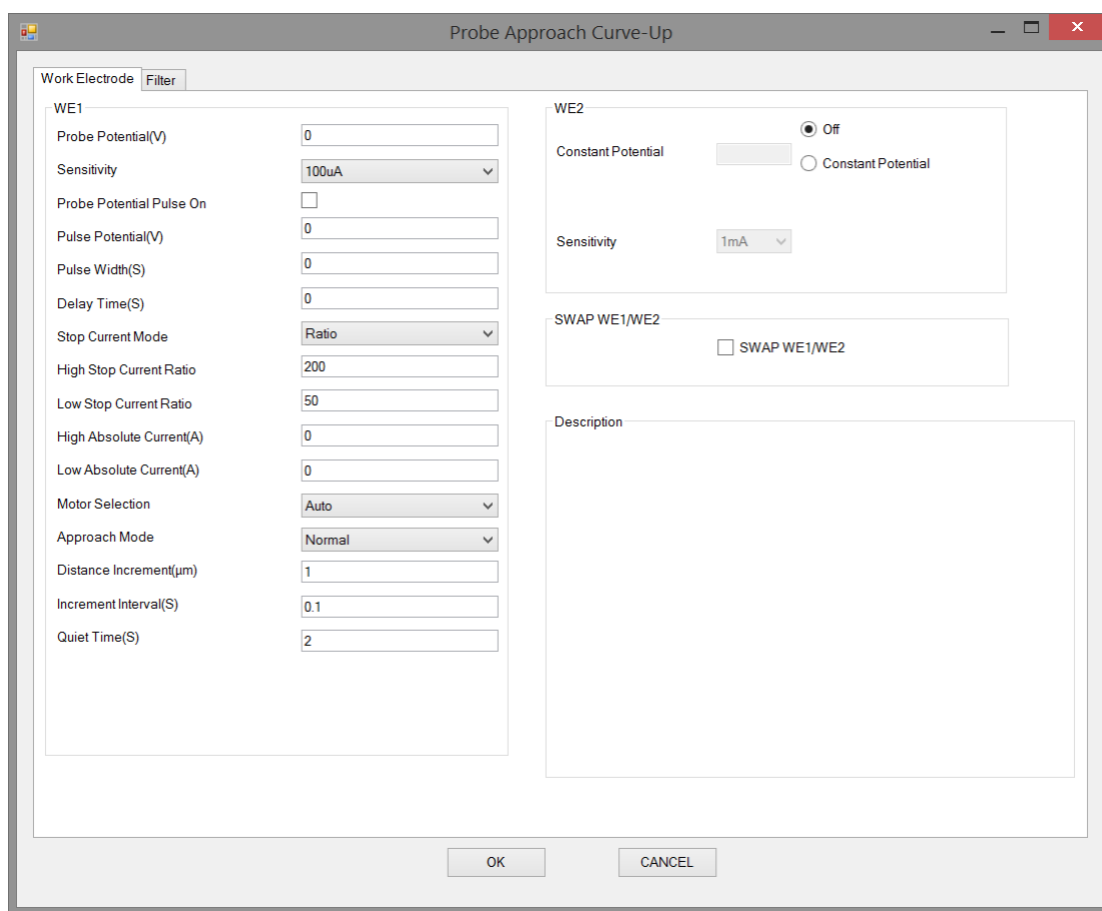 Probe Approach Curve-Up
Work Electrode Filter
WE1
Probe Potential(V) 0
Sensitivity 100uA
Probe Potential Pulse On
Pulse Potential(V) 0
Pulse Width(S) 0
Delay Time(S) 0
Stop Current Mode Ratio
High Stop Current Ratio 200
Low Stop Current Ratio 50
High Absolute Current(A) 0
Low Absolute Current(A) 0
Motor Selection Auto
Approach Mode Normal
Distance Increment(µm) 1
Increment Interval(S) 0.1
Quiet Time(S) 2
WE2
Off
Constant Potential Constant Potential
Sensitivity 1mA
SWAP WE1/WE2
SWAP WE1/WE2
Description
OK CANCEL